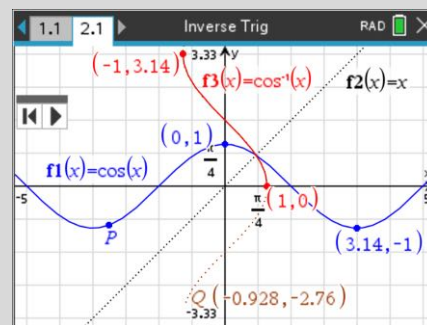 1.1 2.1 Inverse Trig RAD
3.33 y
(-1,3.14) f3(x)=cos⁻¹(x) f2(x)=x
(0,1)
f1(x)=cos(x) π/4
x
-5 π/4 (1,0) 5
P (3.14,-1)
Q (-0.928,-2.76)
-3.33